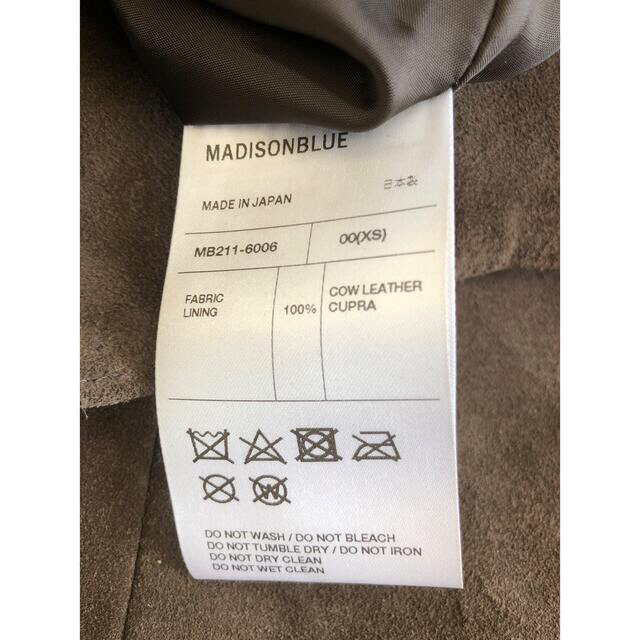 MADISONBLUE
MADE IN JAPAN 日本製
MB211-6006 00(XS)
FABRIC COW LEATHER
LINING 100% CUPRA
W
DO NOT WASH / DO NOT BLEACH
DO NOT TUMBLE DRY / DO NOT IRON
DO NOT DRY CLEAN
DO NOT WET CLEAN